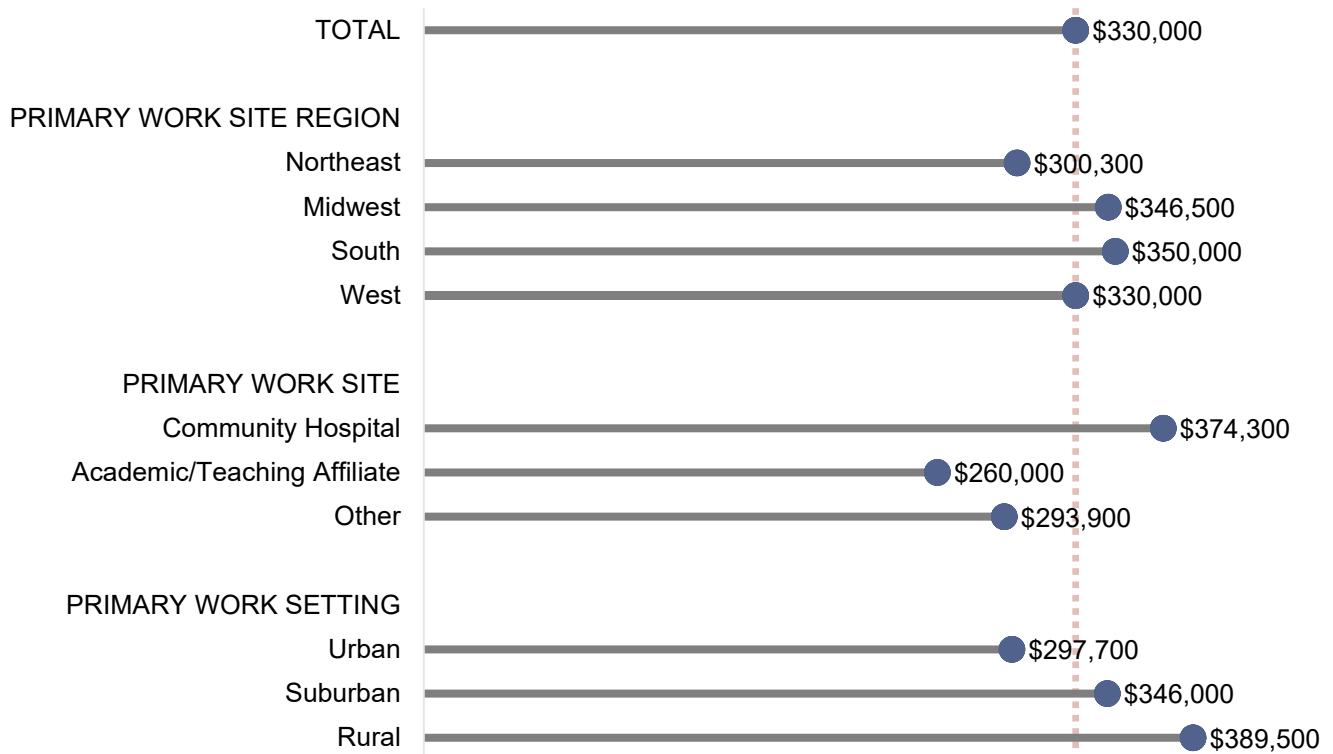 TOTAL $330,000
PRIMARY WORK SITE REGION
Northeast $300,300
Midwest $346,500
South $350,000
West $330,000
PRIMARY WORK SITE
Community Hospital $374,300
Academic/Teaching Affiliate $260,000
Other $293,900
PRIMARY WORK SETTING
Urban $297,700
Suburban $346,000
Rural $389,500